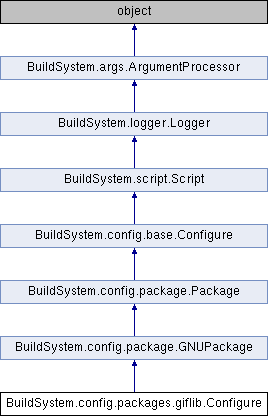 object
BuildSystem.args.ArgumentProcessor
BuildSystem.logger.Logger
BuildSystem.script.Script
BuildSystem.config.base.Configure
BuildSystem.config.package.Package
BuildSystem.config.package.GNUPackage
BuildSystem.config.packages.giflib.Configure